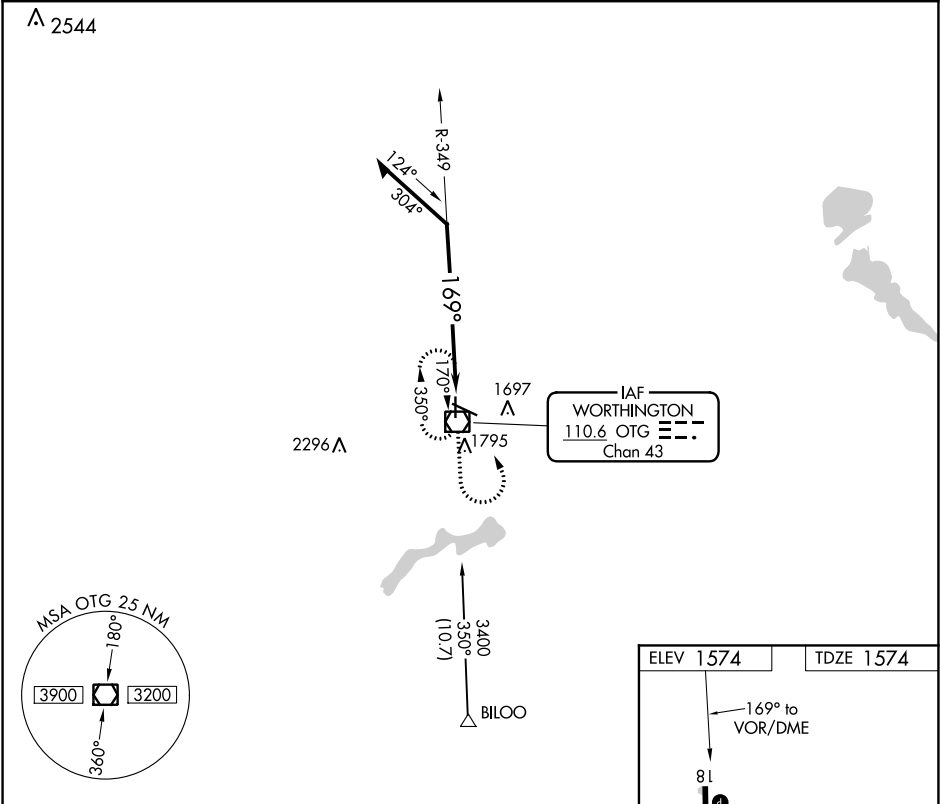 2544
R-349
124°
304°
169°
170°
350°
1697
IAF
WORTHINGTON
110.6 OTG
Chan 43
2296
1795
3400
350°
(10.7)
BILOO
MSA OTG 25 NM
180°
3900
3200
360°
ELEV 1574
TDZE 1574
169° to
VOR/DME
18
P